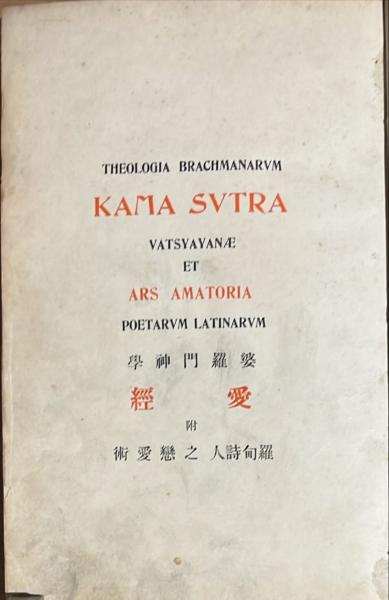 THEOLOGIA BRACHMANARVM
KAMA SVTRA
VATSYAYANÆ
ET
ARS AMATORIA
POETARVM LATINARVM
婆羅門神學
愛經
附
羅甸詩人之戀愛術